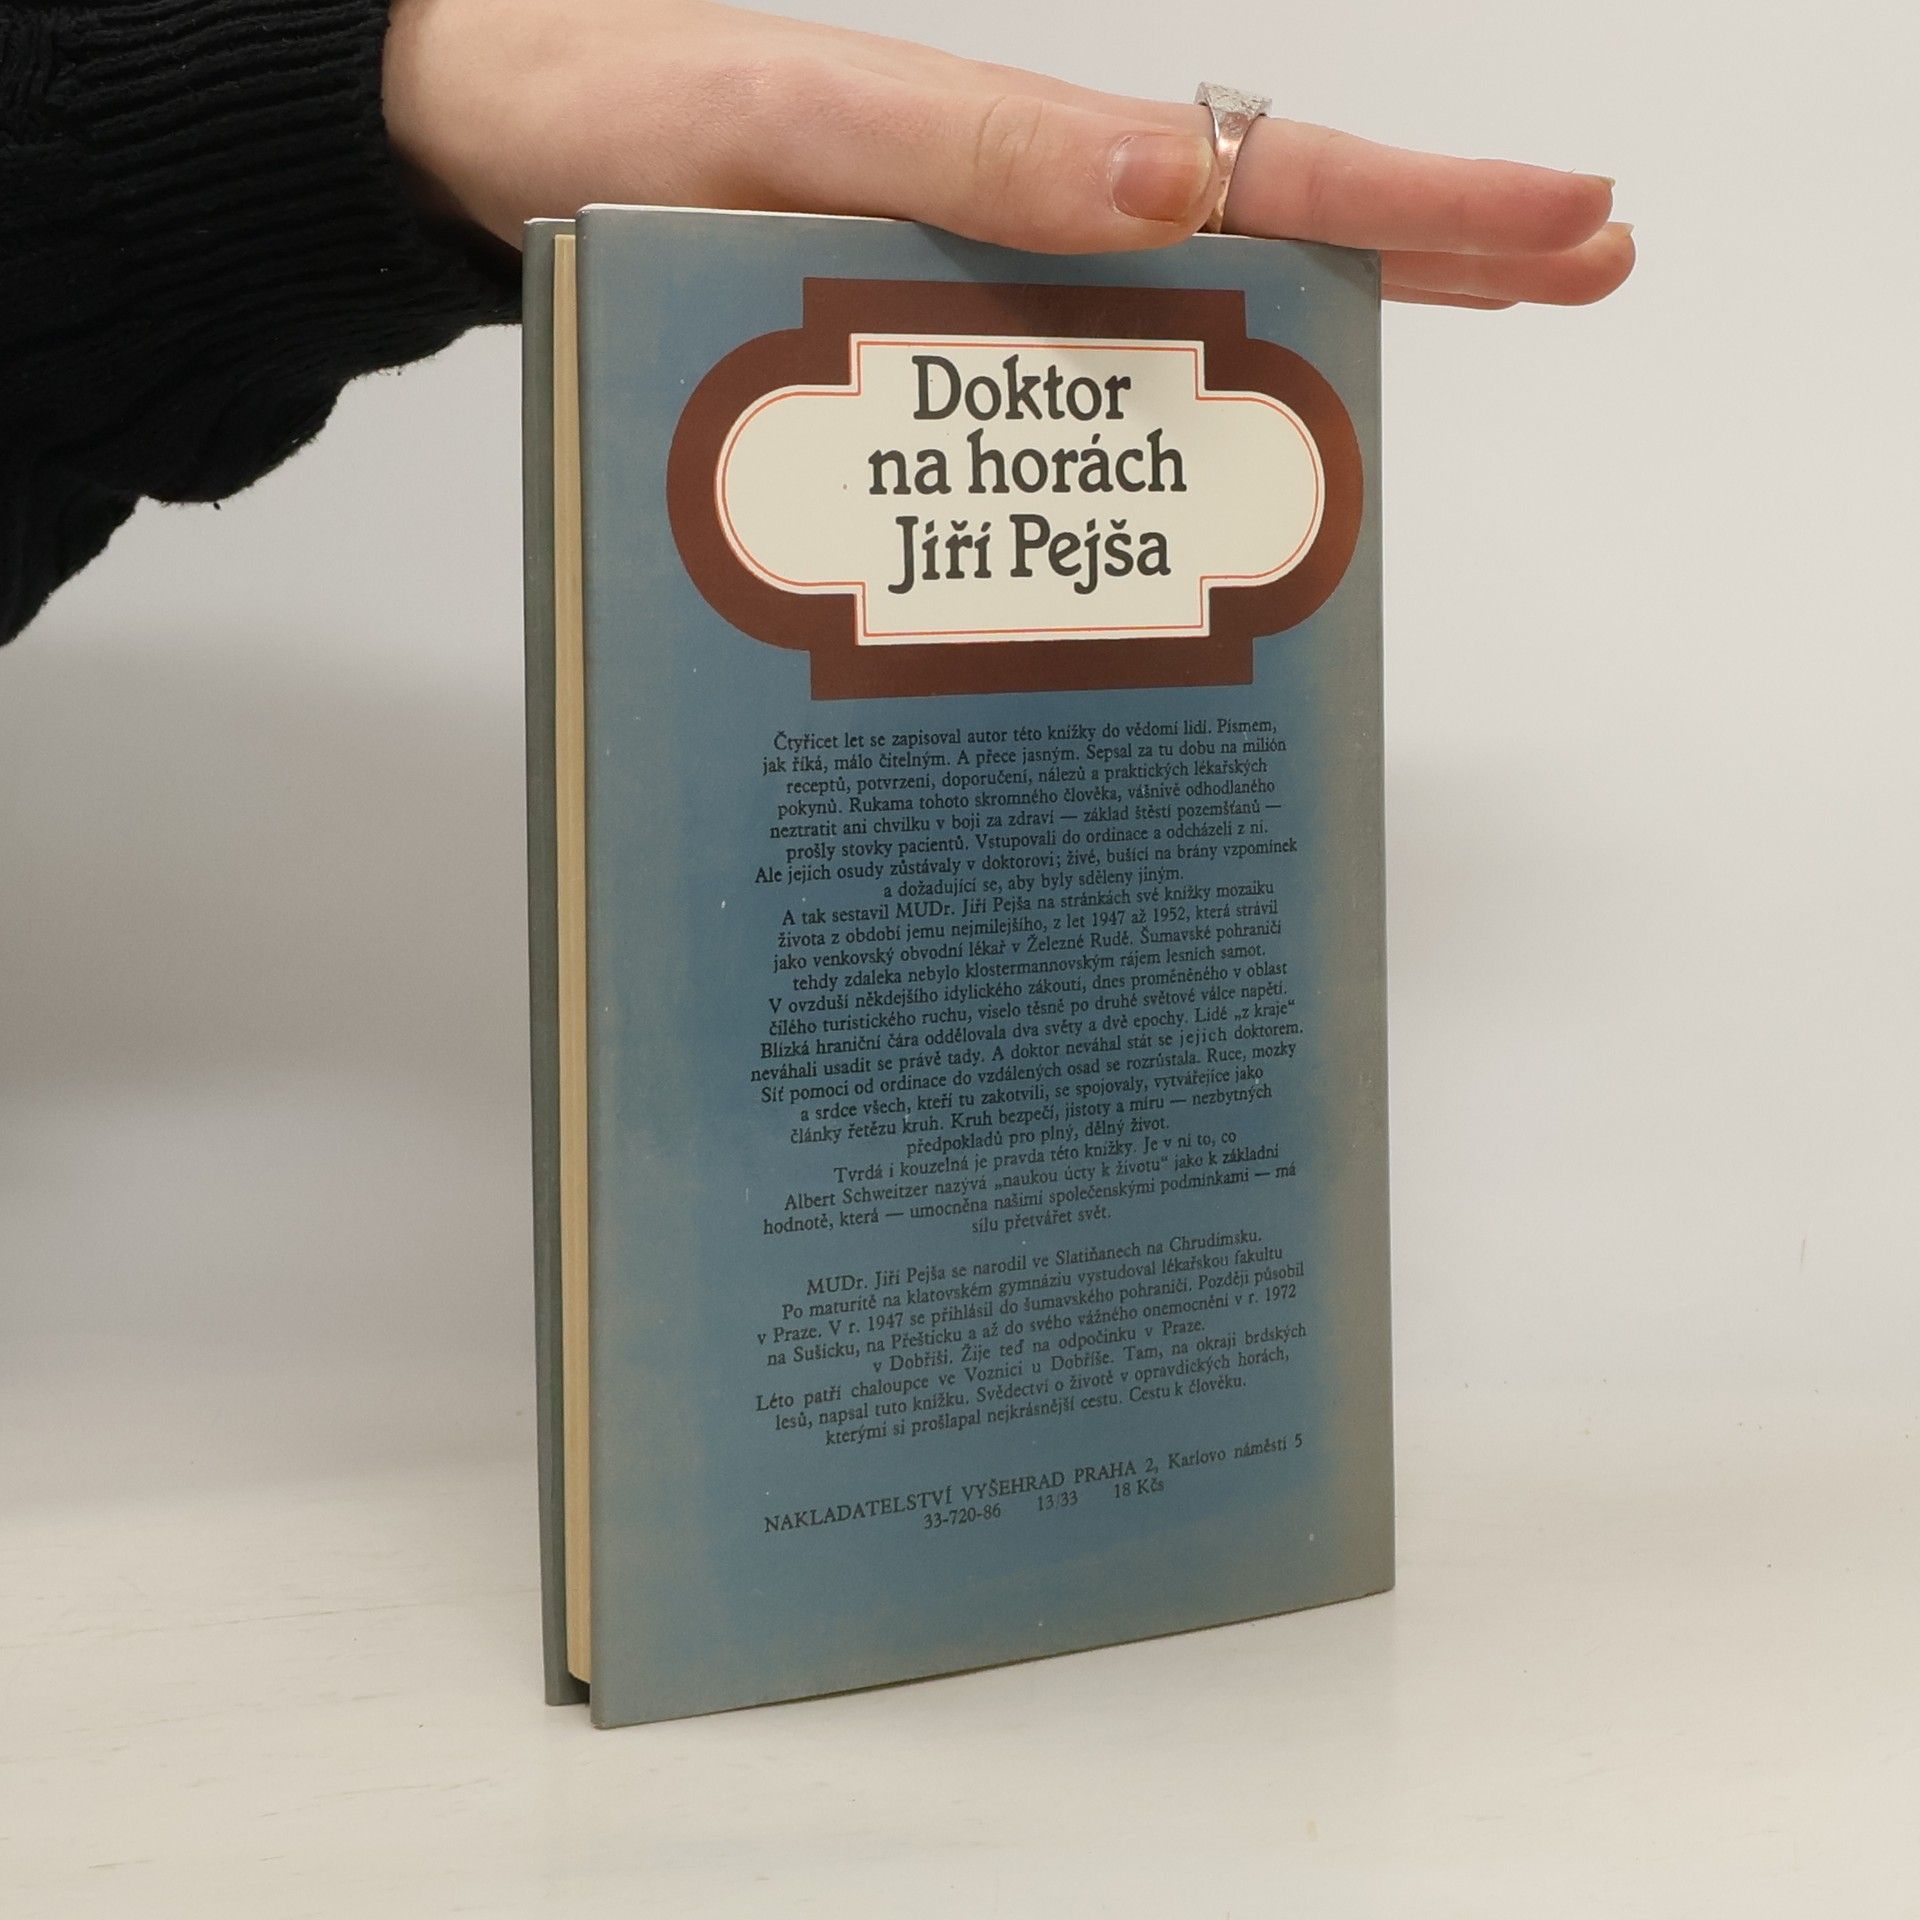 Doktor
na horách
Jiří Pejša
Čtyřicet let se zapisoval autor této knížky do vědomí lidí. Písmem,
jak říká, málo čitelným. A přece jasným. Sepsal za tu dobu na milión
receptů, potvrzení, doporučení, nálezů a praktických lékařských
pokynů. Rukama tohoto skromného člověka, vášnivě odhodlaného
neztratit ani chvilku v boji za zdraví — základ štěstí pozemšťanů —
prošly stovky pacientů. Vstupovali do ordinace a odcházeli z ní.
Ale jejich osudy zůstávaly v doktorovi; živé, bušící na brány vzpomínek
a dožadující se, aby byly sděleny jiným.
A tak sestavil MUDr. Jiří Pejša na stránkách své knížky mozaiku
života z období jemu nejmilejšího, z let 1947 až 1952, která strávil
jako venkovský obvodní lékař v Železné Rudě. Šumavské pohraničí
tehdy zdaleka nebylo klostermannovským rájem lesních samot.
V ovzduší někdejšího idylického zákoutí, dnes proměněného v oblast
čilého turistického ruchu, viselo těsně po druhé světové válce napětí.
Blízká hraniční čára oddělovala dva světy a dvě epochy. Lidé „z kraje“
neváhali usadit se právě tady. A doktor neváhal stát se jejich doktorem.
Síť pomoci od ordinace do vzdálených osad se rozrůstala. Ruce, mozky
a srdce všech, kteří tu zakotvili, se spojovaly, vytvářejíce jako
články řetězu kruh. Kruh bezpečí, jistoty a míru — nezbytných
předpokladů pro plný, dělný život.
Tvrdá i kouzelná je pravda této knížky. Je v ní to, co
Albert Schweitzer nazývá „naukou úcty k životu“ jako k základní
hodnotě, která — umocněna našimi společenskými podmínkami — má
sílu přetvářet svět.
MUDr. Jiří Pejša se narodil ve Slatiňanech na Chrudimsku.
Po maturitě na klatovském gymnáziu vystudoval lékařskou fakultu
v Praze. V r. 1947 se přihlásil do šumavského pohraničí. Později působil
na Sušicku, na Přešticku a až do svého vážného onemocnění v r. 1972
v Dobříši. Žije teď na odpočinku v Praze.
Léto patří chaloupce ve Voznici u Dobříše. Tam, na okraji brdských
lesů, napsal tuto knížku. Svědectví o životě v opravdických horách,
kterými si prošlapal nejkrásnější cestu. Cestu k člověku.
NAKLADATELSTVÍ VYŠEHRAD PRAHA 2, Karlovo náměstí 5
33-720-86 13/33 18 Kčs